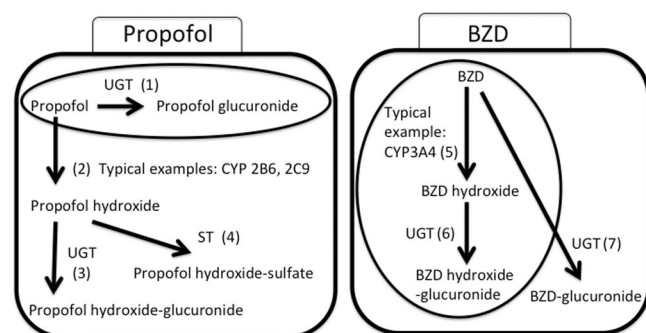 Propofol
UGT (1)
Propofol
Propofol glucuronide
(2) Typical examples: CYP 2B6, 2C9
Propofol hydroxide
ST (4)
UGT
(3)
Propofol hydroxide-sulfate
Propofol hydroxide-glucuronide
BZD
BZD
Typical
example:
CYP3A4 (5)
BZD hydroxide
UGT (6)
UGT (7)
BZD hydroxide
-glucuronide
BZD-glucuronide